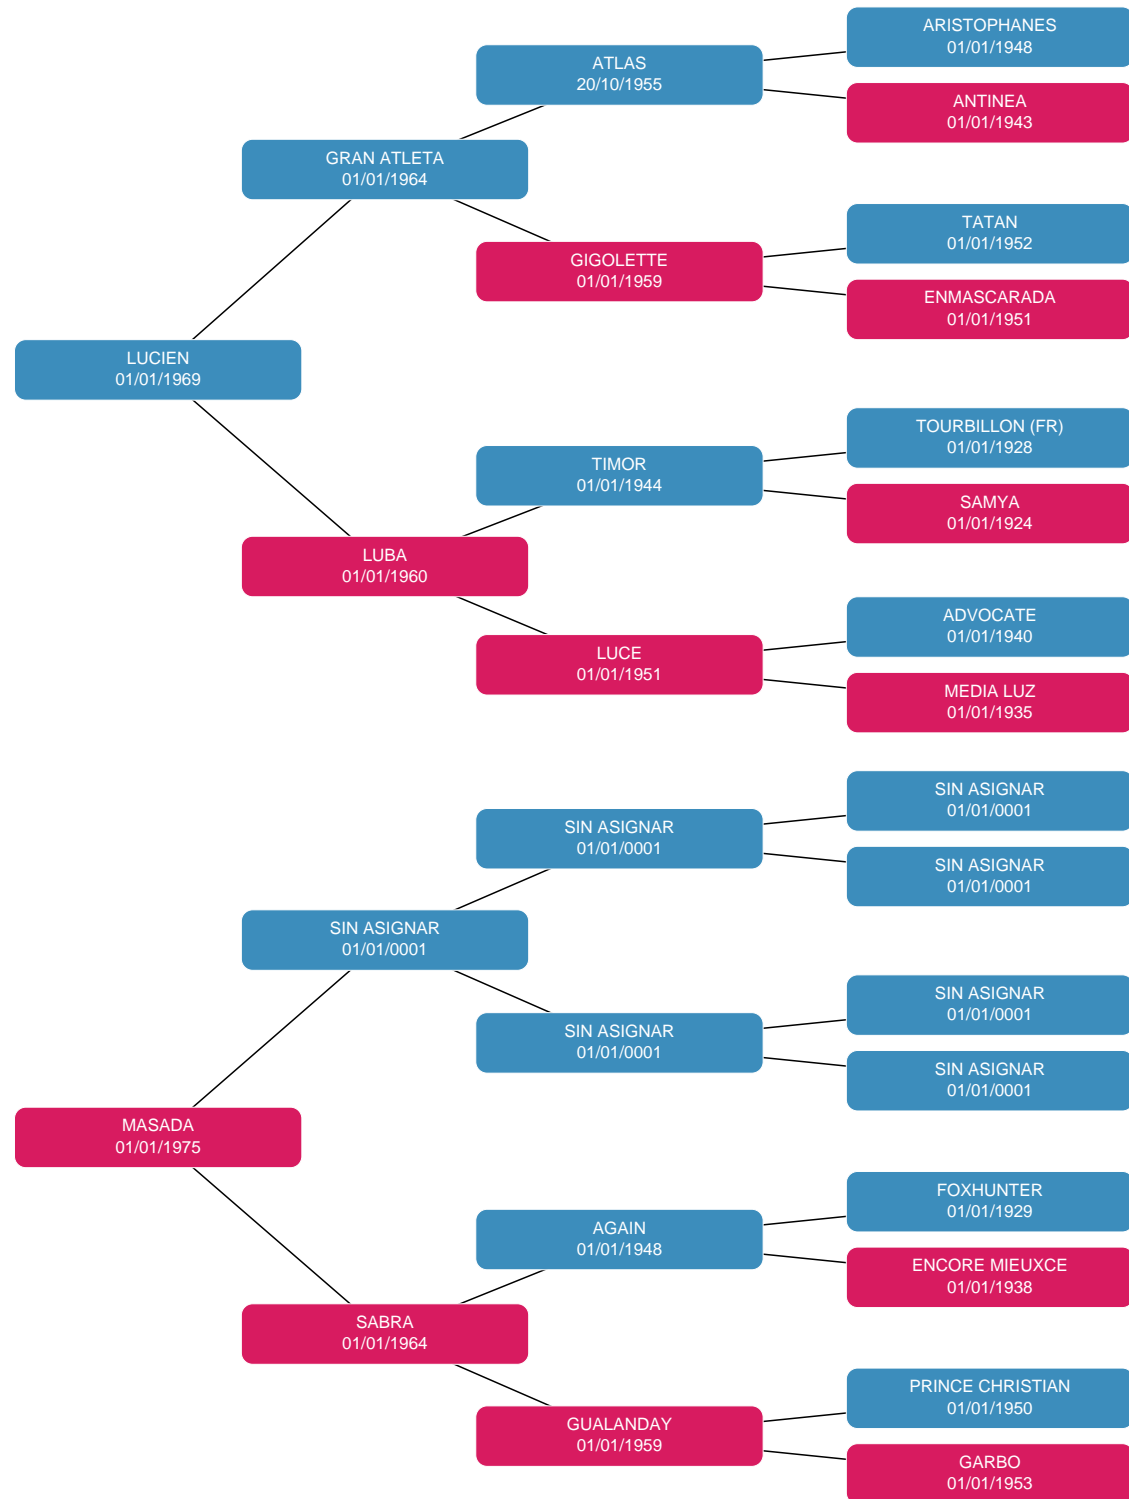 ARISTOPHANES
01/01/1948
ATLAS
20/10/1955
ANTINEA
01/01/1943
GRAN ATLETA
01/01/1964
TATAN
01/01/1952
GIGOLETTE
01/01/1959
ENMASCARADA
01/01/1951
LUCIEN
01/01/1969
TOURBILLON (FR)
01/01/1928
TIMOR
01/01/1944
SAMYA
01/01/1924
LUBA
01/01/1960
ADVOCATE
01/01/1940
LUCE
01/01/1951
MEDIA LUZ
01/01/1935
SIN ASIGNAR
01/01/0001
SIN ASIGNAR
01/01/0001
SIN ASIGNAR
01/01/0001
SIN ASIGNAR
01/01/0001
SIN ASIGNAR
01/01/0001
SIN ASIGNAR
01/01/0001
SIN ASIGNAR
01/01/0001
MASADA
01/01/1975
FOXHUNTER
01/01/1929
AGAIN
01/01/1948
ENCORE MIEUXCE
01/01/1938
SABRA
01/01/1964
PRINCE CHRISTIAN
01/01/1950
GUALANDAY
01/01/1959
GARBO
01/01/1953